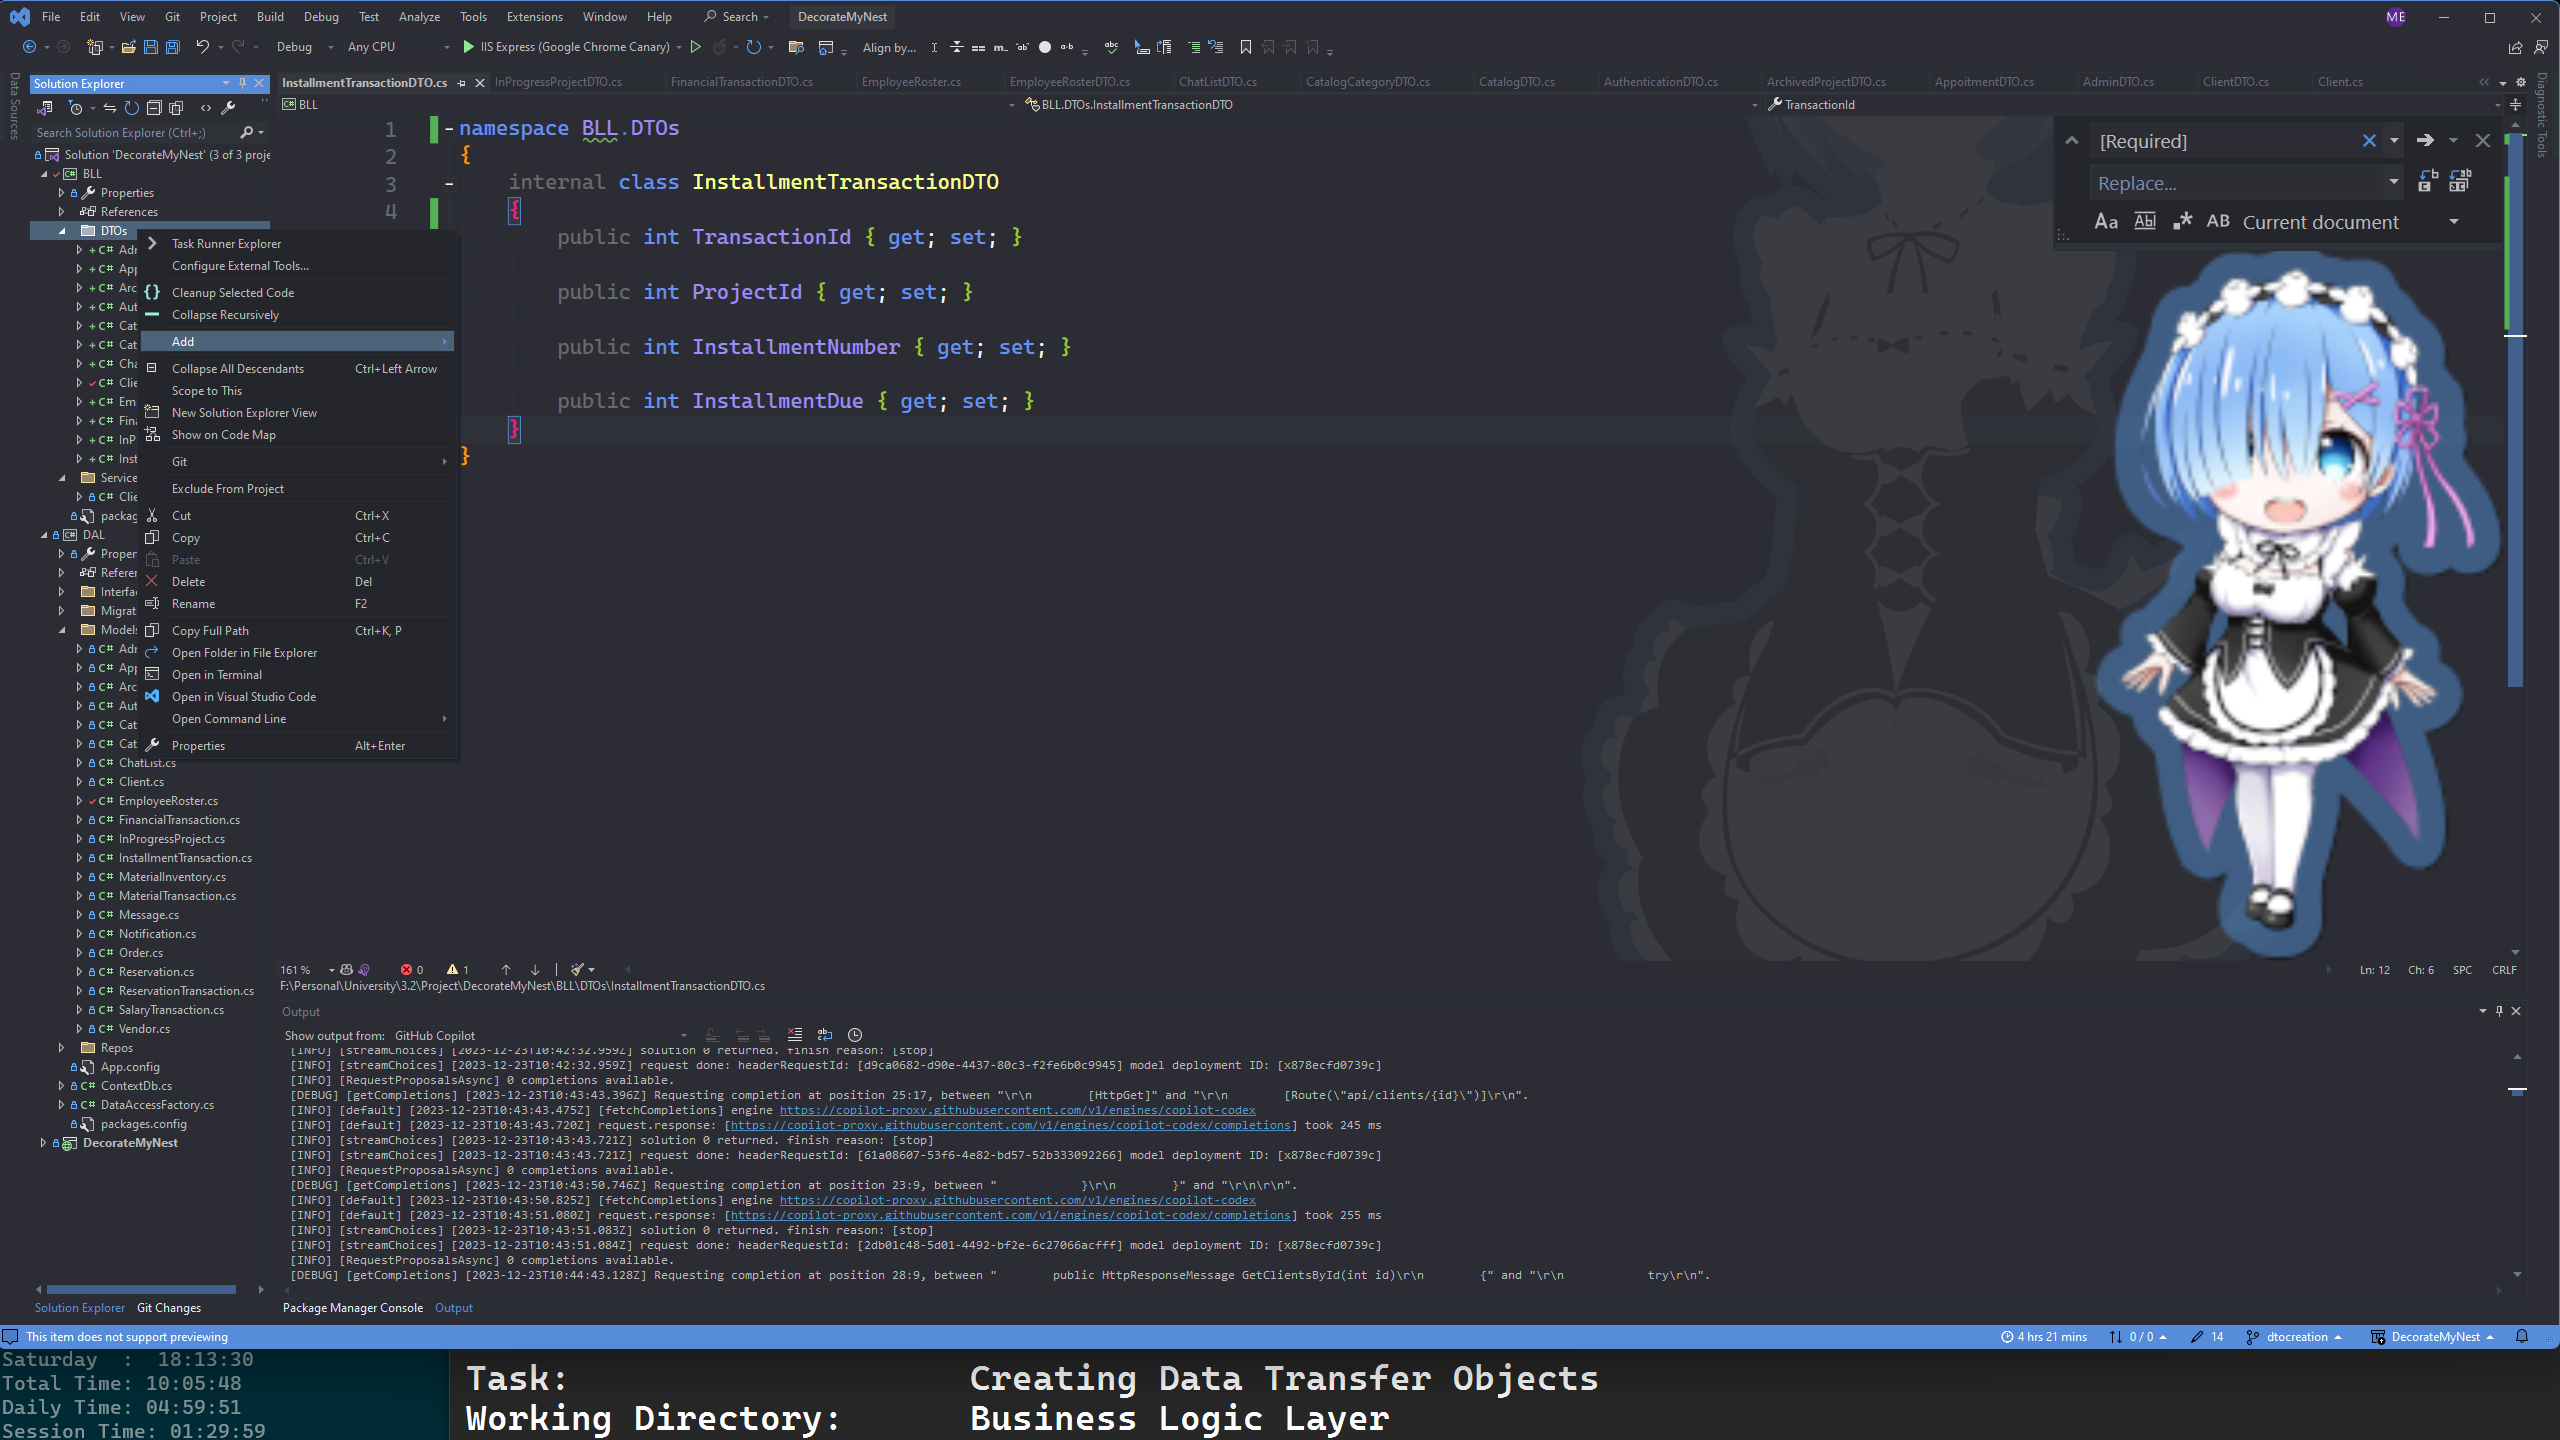 File Edit View Git Project Build Debug Test Analyze Tools Extensions Window Help Search DecorateMyNest ME
Debug Any CPU IIS Express (Google Chrome Canary) Align by...
Data Sources
Solution Explorer
Search Solution Explorer (Ctrl+;)
Solution 'DecorateMyNest' (3 of 3 proje
BLL
Properties
References
DTOs
Adr
App
Arc
Aut
Cat
Cat
Cha
Clie
Em
Fina
InP
Inst
Service
Clie
packag
DAL
Proper
Referer
Interfa
Migrat
Models
Adr
App
Arc
Aut
Cat
Cat
ChatList.cs
Client.cs
EmployeeRoster.cs
FinancialTransaction.cs
InProgressProject.cs
InstallmentTransaction.cs
MaterialInventory.cs
MaterialTransaction.cs
Message.cs
Notification.cs
Order.cs
Reservation.cs
ReservationTransaction.cs
SalaryTransaction.cs
Vendor.cs
Repos
App.config
ContextDb.cs
DataAccessFactory.cs
packages.config
DecorateMyNest
Solution Explorer Git Changes
Task Runner Explorer
Configure External Tools...
Cleanup Selected Code
Collapse Recursively
Add
Collapse All Descendants Ctrl+Left Arrow
Scope to This
New Solution Explorer View
Show on Code Map
Git
Exclude From Project
Cut Ctrl+X
Copy Ctrl+C
Paste Ctrl+V
Delete Del
Rename F2
Copy Full Path Ctrl+K, P
Open Folder in File Explorer
Open in Terminal
Open in Visual Studio Code
Open Command Line
Properties Alt+Enter
InstallmentTransactionDTO.cs InProgressProjectDTO.cs FinancialTransactionDTO.cs EmployeeRoster.cs EmployeeRosterDTO.cs ChatListDTO.cs CatalogCategoryDTO.cs CatalogDTO.cs AuthenticationDTO.cs ArchivedProjectDTO.cs AppoitmentDTO.cs AdminDTO.cs ClientDTO.cs Client.cs
BLL BLL.DTOs.InstallmentTransactionDTO TransactionId
1 namespace BLL.DTOs
2 {
3 internal class InstallmentTransactionDTO
4 {
public int TransactionId { get; set; }
public int ProjectId { get; set; }
public int InstallmentNumber { get; set; }
public int InstallmentDue { get; set; }
}
}
[Required]
Replace...
Aa Abl .* AB Current document
Diagnostic Tools
161 % 0 1 Ln: 12 Ch: 6 SPC CRLF
F:\Personal\University\3.2\Project\DecorateMyNest\BLL\DTOs\InstallmentTransactionDTO.cs
Output
Show output from: GitHub Copilot
[INFO] [streamChoices] [2023-12-23T10:42:32.959Z] solution 0 returned. finish reason: [stop]
[INFO] [streamChoices] [2023-12-23T10:42:32.959Z] request done: headerRequestId: [d9ca0682-d90e-4437-80c3-f2fe6b0c9945] model deployment ID: [x878ecfd0739c]
[INFO] [RequestProposalsAsync] 0 completions available.
[DEBUG] [getCompletions] [2023-12-23T10:43:43.396Z] Requesting completion at position 25:17, between "\r\n        [HttpGet]" and "\r\n        [Route(\"api/clients/{id}\")]\r\n".
[INFO] [default] [2023-12-23T10:43:43.475Z] [fetchCompletions] engine https://copilot-proxy.githubusercontent.com/v1/engines/copilot-codex
[INFO] [default] [2023-12-23T10:43:43.720Z] request.response: [https://copilot-proxy.githubusercontent.com/v1/engines/copilot-codex/completions] took 245 ms
[INFO] [streamChoices] [2023-12-23T10:43:43.721Z] solution 0 returned. finish reason: [stop]
[INFO] [streamChoices] [2023-12-23T10:43:43.721Z] request done: headerRequestId: [61a08607-53f6-4e82-bd57-52b333092266] model deployment ID: [x878ecfd0739c]
[INFO] [RequestProposalsAsync] 0 completions available.
[DEBUG] [getCompletions] [2023-12-23T10:43:50.746Z] Requesting completion at position 23:9, between "            }\r\n        }" and "\r\n\r\n".
[INFO] [default] [2023-12-23T10:43:50.825Z] [fetchCompletions] engine https://copilot-proxy.githubusercontent.com/v1/engines/copilot-codex
[INFO] [default] [2023-12-23T10:43:51.080Z] request.response: [https://copilot-proxy.githubusercontent.com/v1/engines/copilot-codex/completions] took 255 ms
[INFO] [streamChoices] [2023-12-23T10:43:51.083Z] solution 0 returned. finish reason: [stop]
[INFO] [streamChoices] [2023-12-23T10:43:51.084Z] request done: headerRequestId: [2db01c48-5d01-4492-bf2e-6c27066acfff] model deployment ID: [x878ecfd0739c]
[INFO] [RequestProposalsAsync] 0 completions available.
[DEBUG] [getCompletions] [2023-12-23T10:44:43.128Z] Requesting completion at position 28:9, between "        public HttpResponseMessage GetClientsById(int id)\r\n        {" and "\r\n            try\r\n".
Package Manager Console Output
This item does not support previewing 4 hrs 21 mins 0 / 0 14 dtocreation DecorateMyNest
Saturday : 18:13:30
Total Time: 10:05:48
Daily Time: 04:59:51
Session Time: 01:29:59
Task: Creating Data Transfer Objects
Working Directory: Business Logic Layer